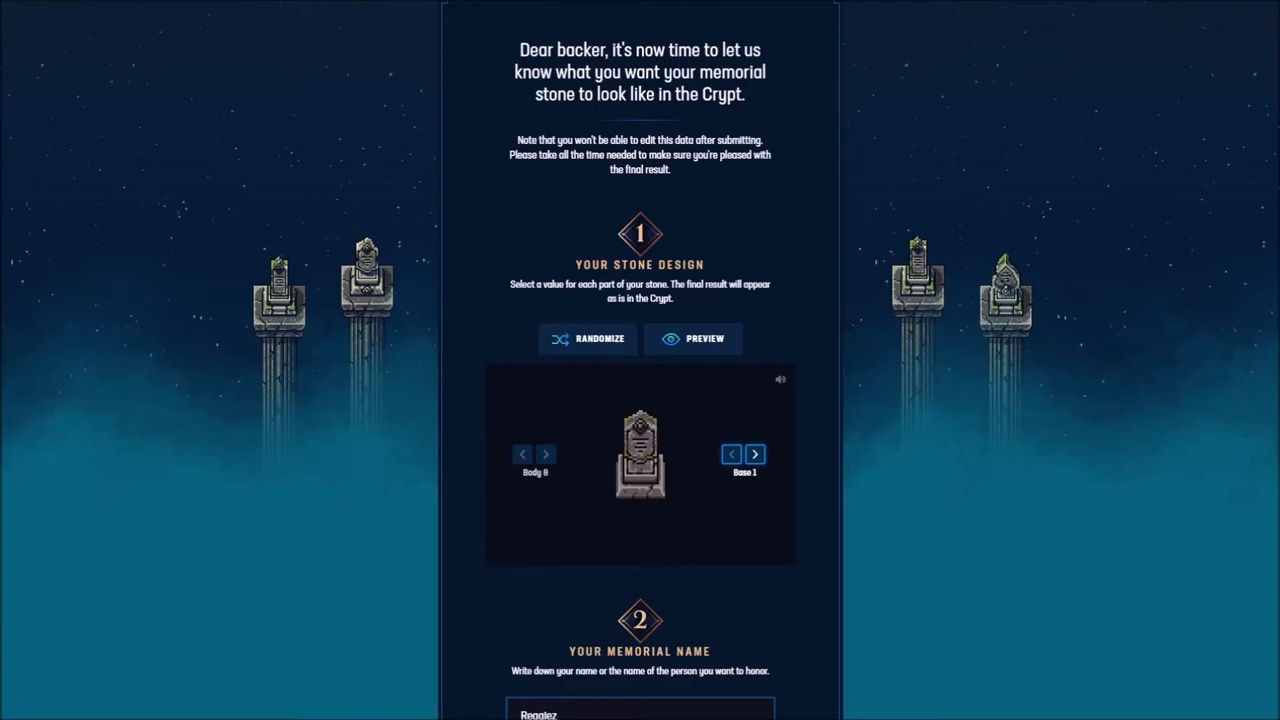 Dear backer, it's now time to let us
know what you want your memorial
stone to look like in the Crypt.
Note that you won't be able to edit this data after submitting.
Please take all the time needed to make sure you're pleased with
the final result.
1
YOUR STONE DESIGN
Select a value for each part of your stone. The final result will appear
as is in the Crypt.
RANDOMIZE
PREVIEW
Body 8
Base 1
2
YOUR MEMORIAL NAME
Write down your name or the name of the person you want to honor.